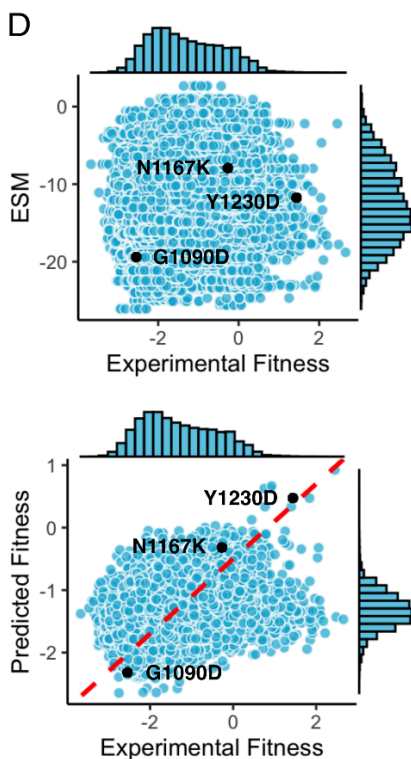 D
0
N1167K
ESM
-10
Y1230D
G1090D
-20
-2 0 2
Experimental Fitness
1
Y1230D
0
N1167K
Predicted Fitness
-1
-2
G1090D
-2 0 2
Experimental Fitness